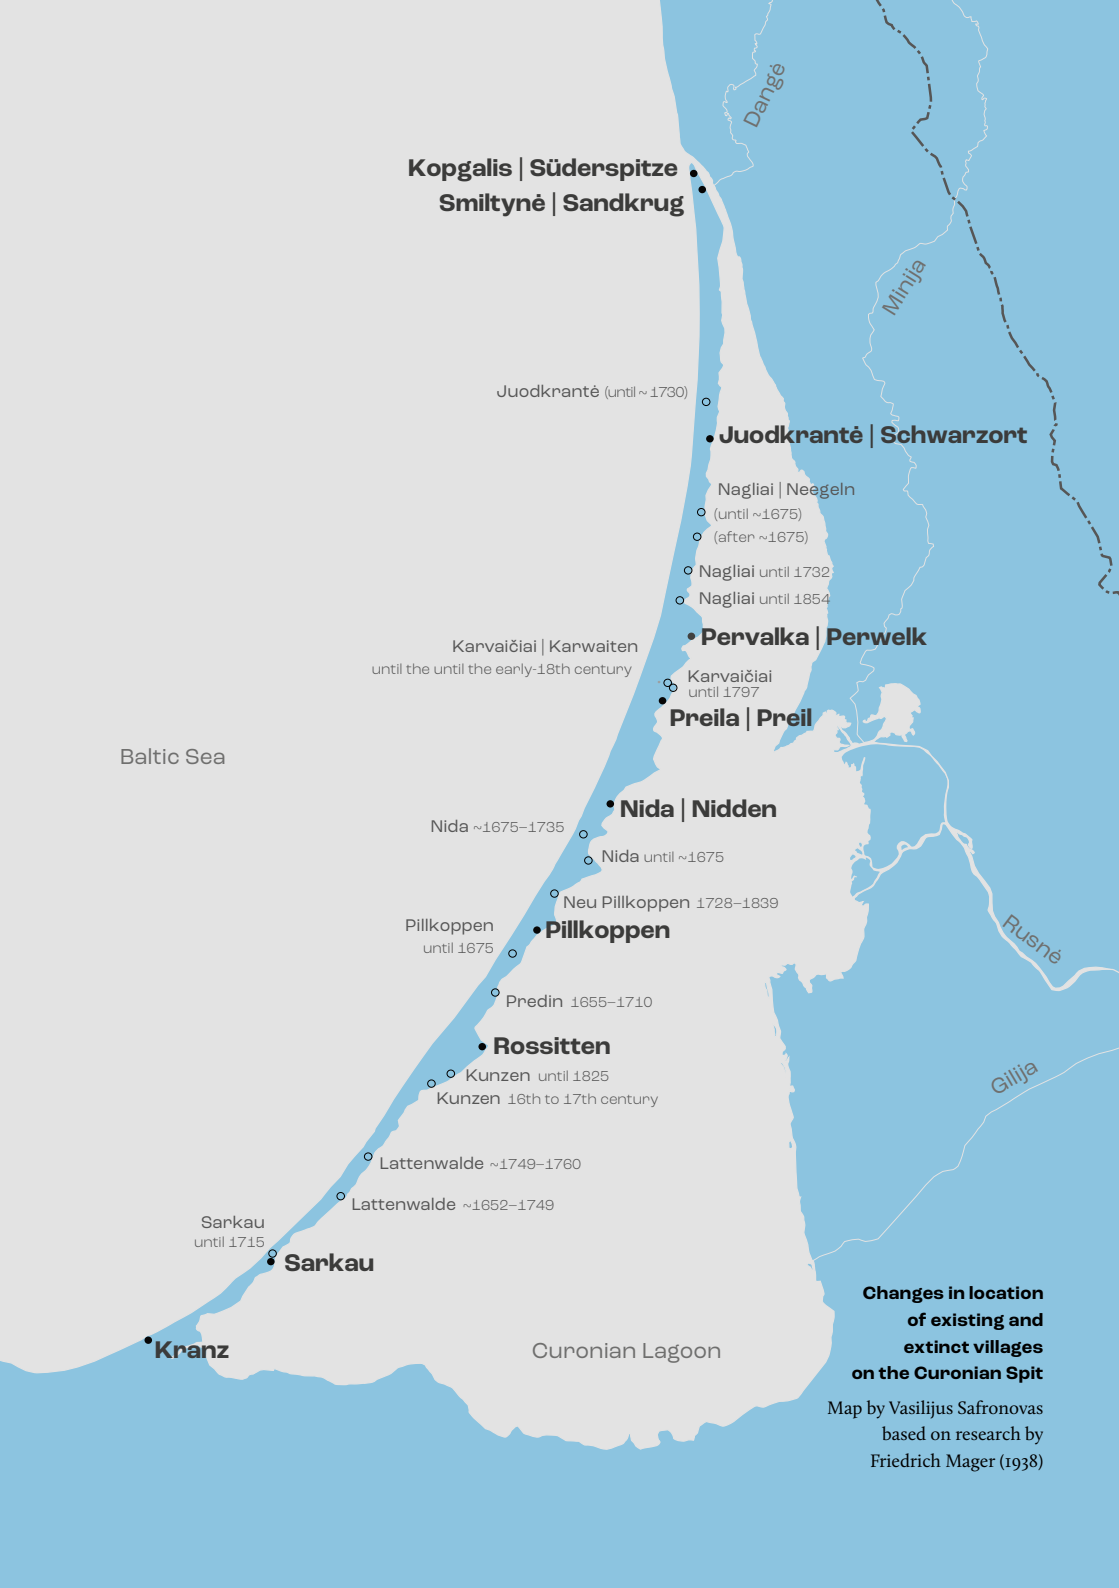 Dangė
Kopgalis | Süderspitze
Smiltynė | Sandkrug
Minija
Juodkrantė (until ~ 1730)
Juodkrantė | Schwarzort
Nagliai | Neegeln
(until ~1675)
(after ~1675)
Nagliai until 1732
Nagliai until 1854
Pervalka | Perwelk
Karvaičiai | Karwaiten
until the until the early-18th century
Karvaičiai
until 1797
Preila | Preil
Baltic Sea
Nida | Nidden
Nida ~1675–1735
Nida until ~1675
Neu Pillkoppen 1728–1839
Pillkoppen
until 1675
Pillkoppen
Rusnė
Predin 1655–1710
Rossitten
Kunzen until 1825
Kunzen 16th to 17th century
Gilija
Lattenwalde ~1749–1760
Lattenwalde ~1652–1749
Sarkau
until 1715
Sarkau
Kranz
Curonian Lagoon
Changes in location
of existing and
extinct villages
on the Curonian Spit
Map by Vasilijus Safronovas
based on research by
Friedrich Mager (1938)